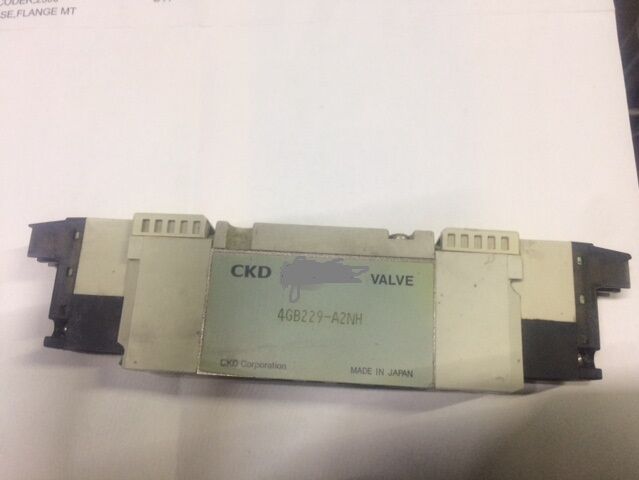 SE,FLANGE MT
CKD VALVE
4GB229-A2NH
CKD Corporation MADE IN JAPAN